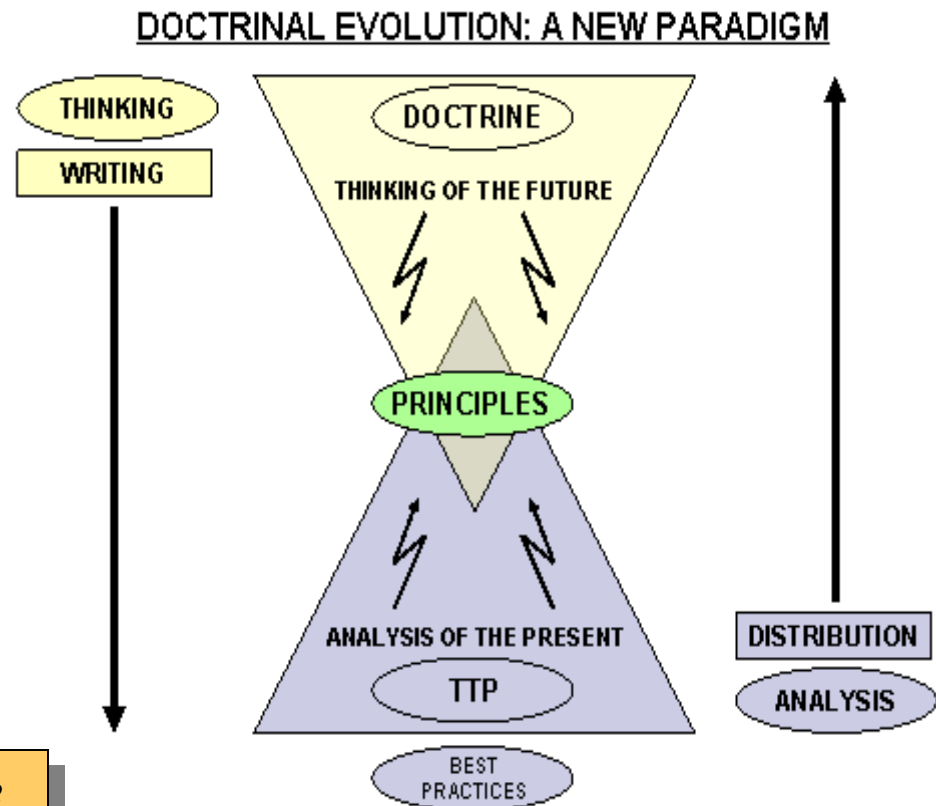 DOCTRINAL EVOLUTION: A NEW PARADIGM
THINKING
WRITING
DOCTRINE
THINKING OF THE FUTURE
PRINCIPLES
ANALYSIS OF THE PRESENT
TTP
BEST
PRACTICES
DISTRIBUTION
ANALYSIS